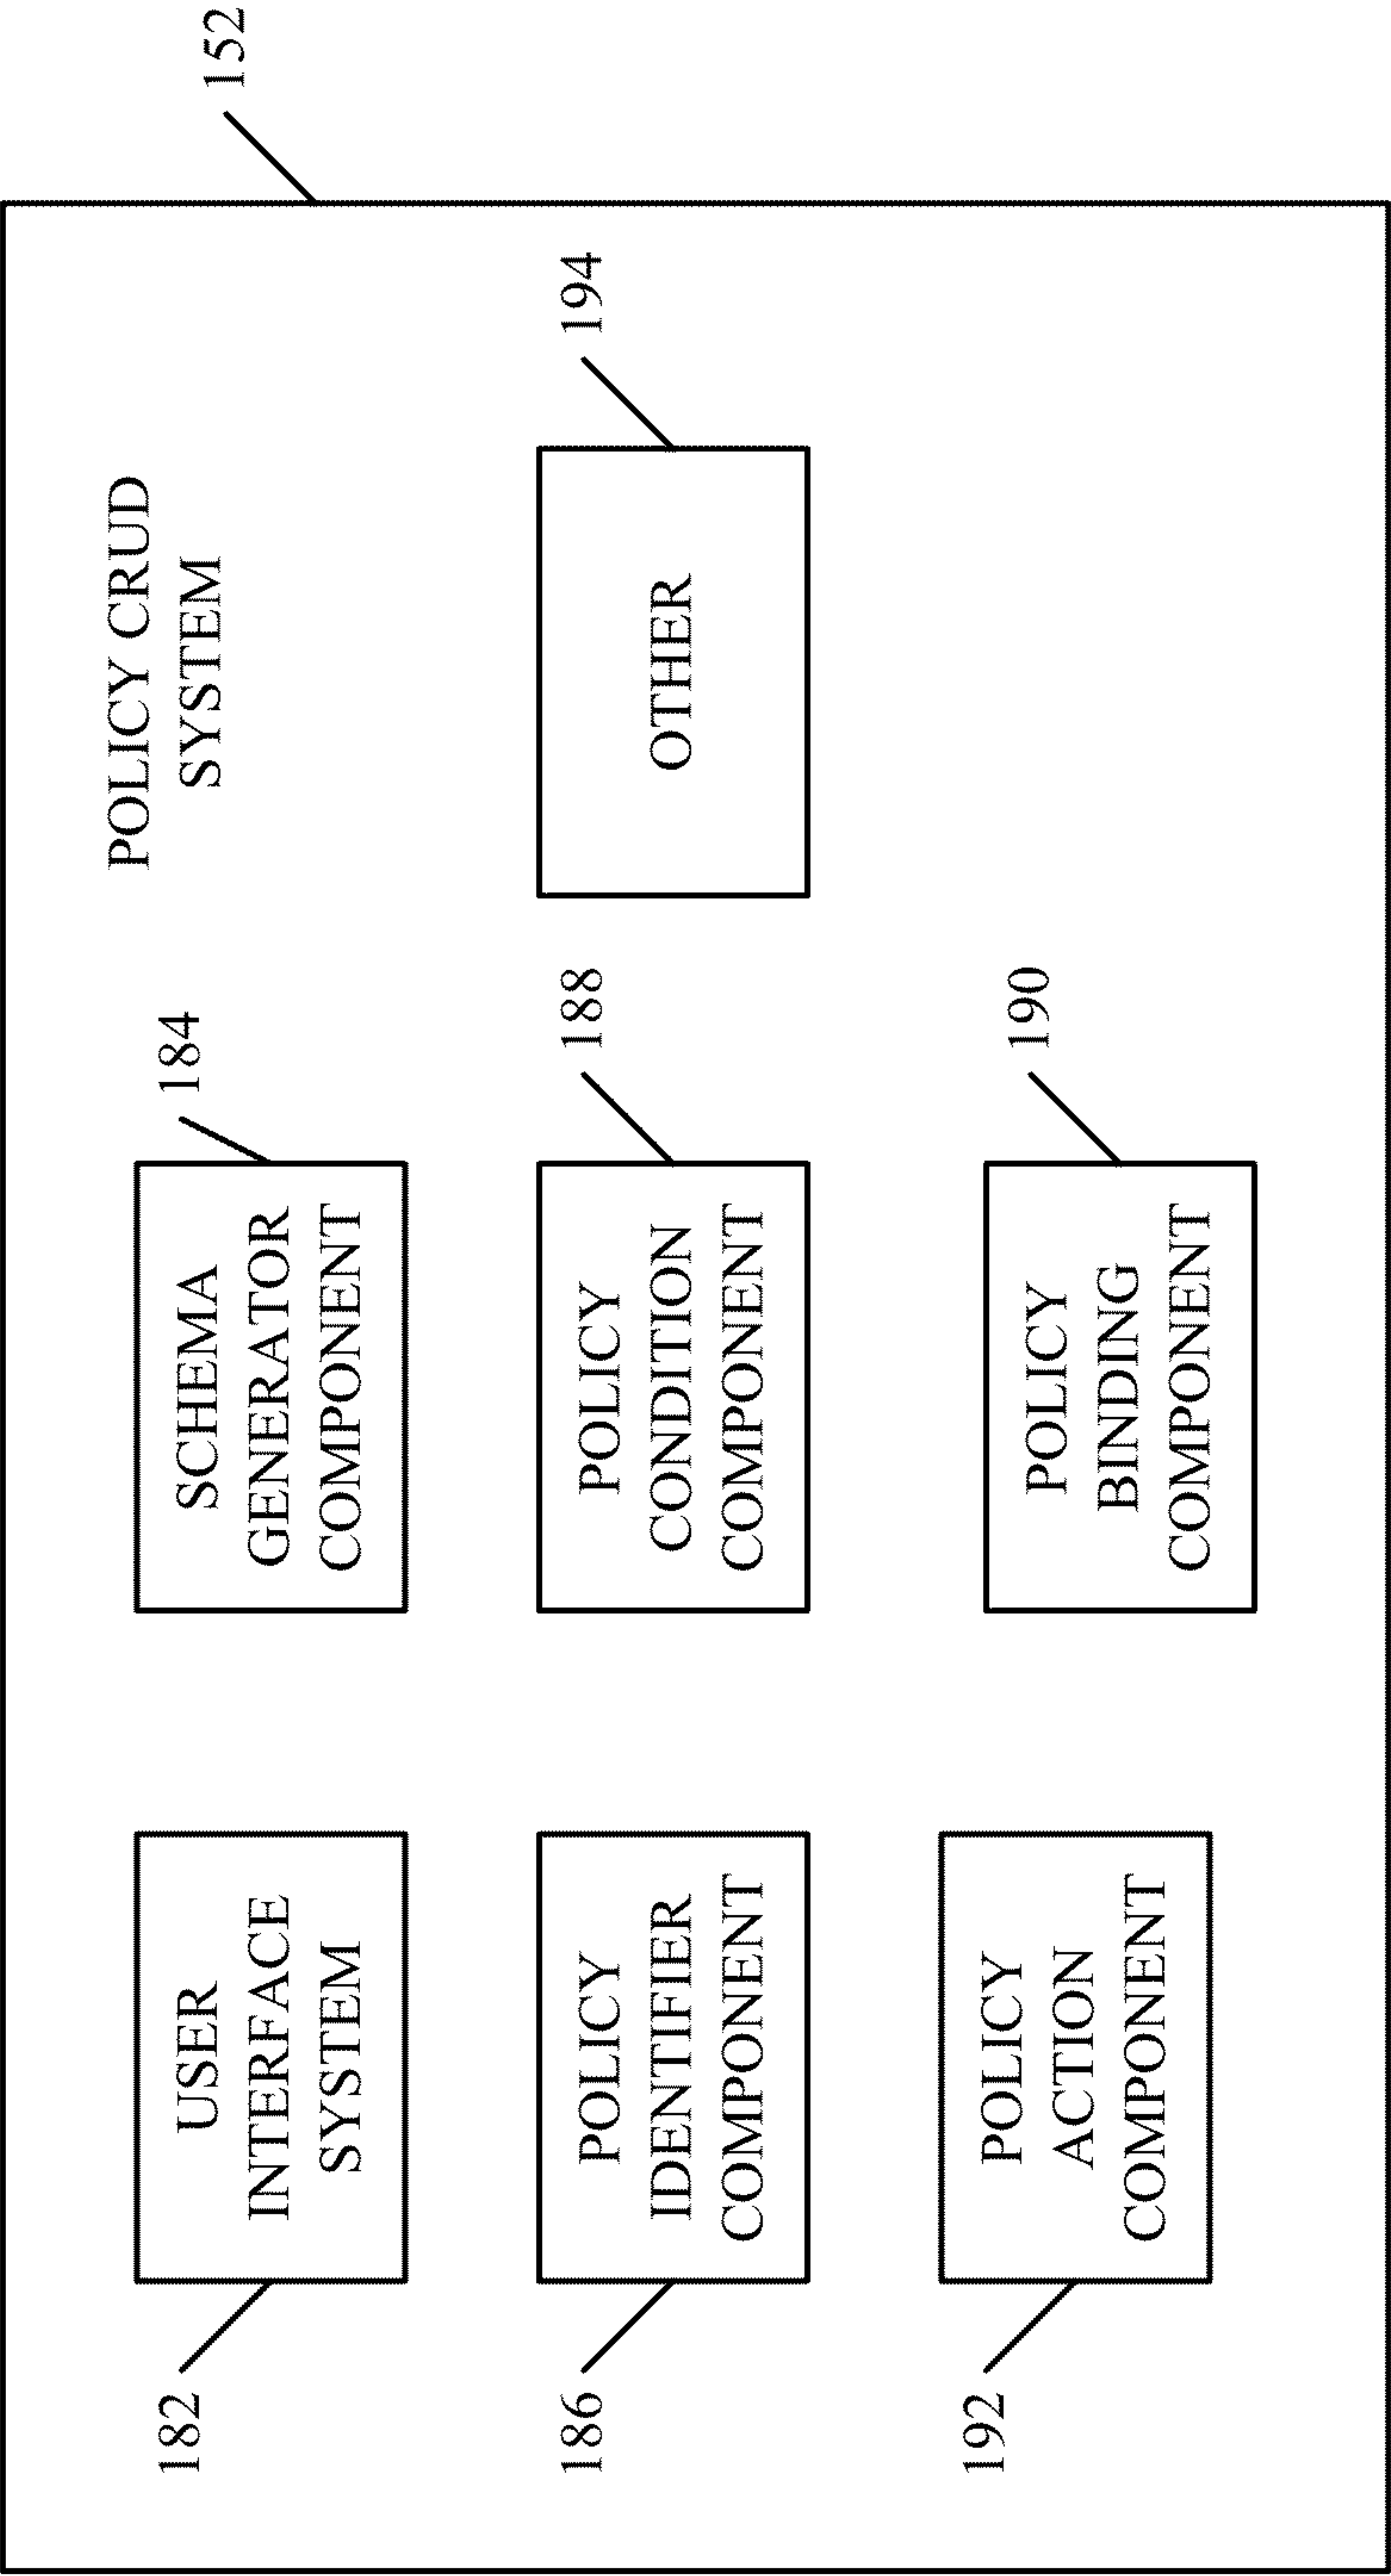 POLICY CRUD
SYSTEM
152
182
USER
INTERFACE
SYSTEM
SCHEMA
GENERATOR
COMPONENT
184
186
POLICY
IDENTIFIER
COMPONENT
POLICY
CONDITION
COMPONENT
188
OTHER
194
192
POLICY
ACTION
COMPONENT
POLICY
BINDING
COMPONENT
190